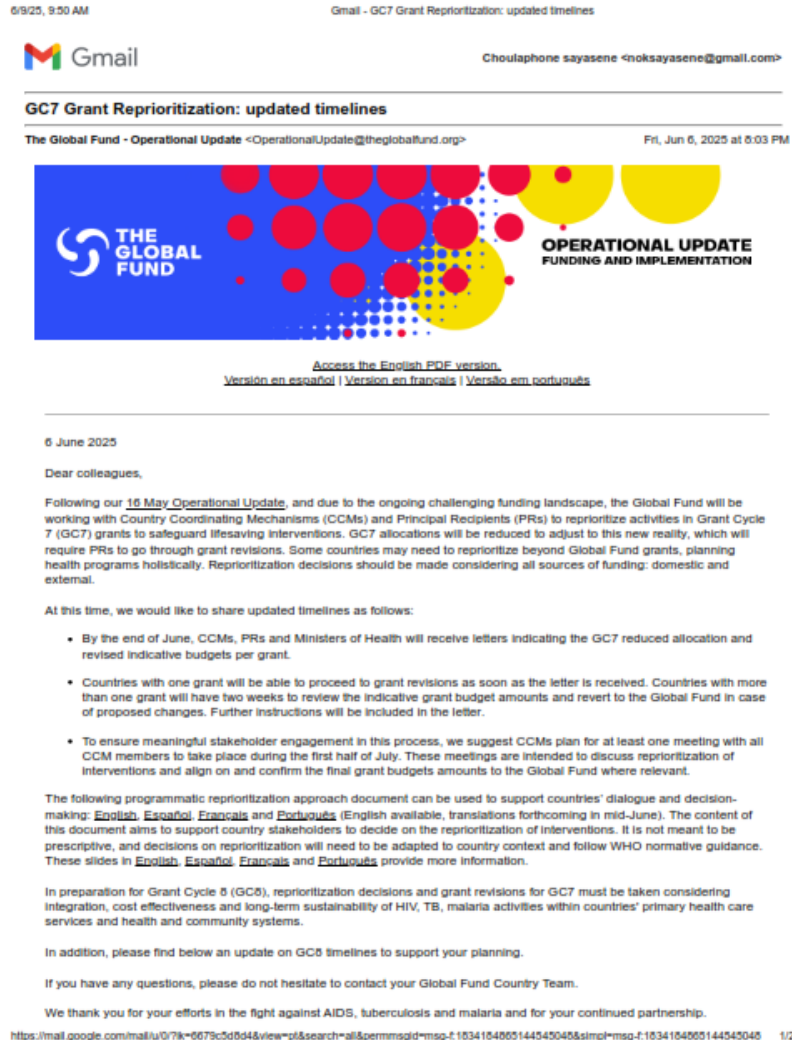 6/9/25, 9:50 AM
Gmail - GC7 Grant Reprioritization: updated timelines
Gmail
Choulaphone sayasene <noksayasene@gmail.com>
GC7 Grant Reprioritization: updated timelines
The Global Fund - Operational Update <OperationalUpdate@theglobalfund.org>
Fri, Jun 6, 2025 at 8:03 PM
THE
GLOBAL
FUND
OPERATIONAL UPDATE
FUNDING AND IMPLEMENTATION
Access the English PDF version.
Versión en español | Version en français | Versão em português
6 June 2025
Dear colleagues,
Following our 16 May Operational Update, and due to the ongoing challenging funding landscape, the Global Fund will be
working with Country Coordinating Mechanisms (CCMs) and Principal Recipients (PRs) to reprioritize activities in Grant Cycle
7 (GC7) grants to safeguard lifesaving interventions. GC7 allocations will be reduced to adjust to this new reality, which will
require PRs to go through grant revisions. Some countries may need to reprioritize beyond Global Fund grants, planning
health programs holistically. Reprioritization decisions should be made considering all sources of funding: domestic and
external.
At this time, we would like to share updated timelines as follows:
• By the end of June, CCMs, PRs and Ministers of Health will receive letters indicating the GC7 reduced allocation and
revised indicative budgets per grant.
• Countries with one grant will be able to proceed to grant revisions as soon as the letter is received. Countries with more
than one grant will have two weeks to review the indicative grant budget amounts and revert to the Global Fund in case
of proposed changes. Further instructions will be included in the letter.
• To ensure meaningful stakeholder engagement in this process, we suggest CCMs plan for at least one meeting with all
CCM members to take place during the first half of July. These meetings are intended to discuss reprioritization of
interventions and align on and confirm the final grant budgets amounts to the Global Fund where relevant.
The following programmatic reprioritization approach document can be used to support countries' dialogue and decision-
making: English, Español, Français and Português (English available, translations forthcoming in mid-June). The content of
this document aims to support country stakeholders to decide on the reprioritization of interventions. It is not meant to be
prescriptive, and decisions on reprioritization will need to be adapted to country context and follow WHO normative guidance.
These slides in English, Español, Français and Português provide more information.
In preparation for Grant Cycle 8 (GC8), reprioritization decisions and grant revisions for GC7 must be taken considering
integration, cost effectiveness and long-term sustainability of HIV, TB, malaria activities within countries' primary health care
services and health and community systems.
In addition, please find below an update on GC8 timelines to support your planning.
If you have any questions, please do not hesitate to contact your Global Fund Country Team.
We thank you for your efforts in the fight against AIDS, tuberculosis and malaria and for your continued partnership.
https://mail.google.com/mail/u/0/?ik=6679c5d8d4&view=pt&search=all&permmsgid=msg-f:1834184865144845048&simpl=msg-f:1834184865144845048